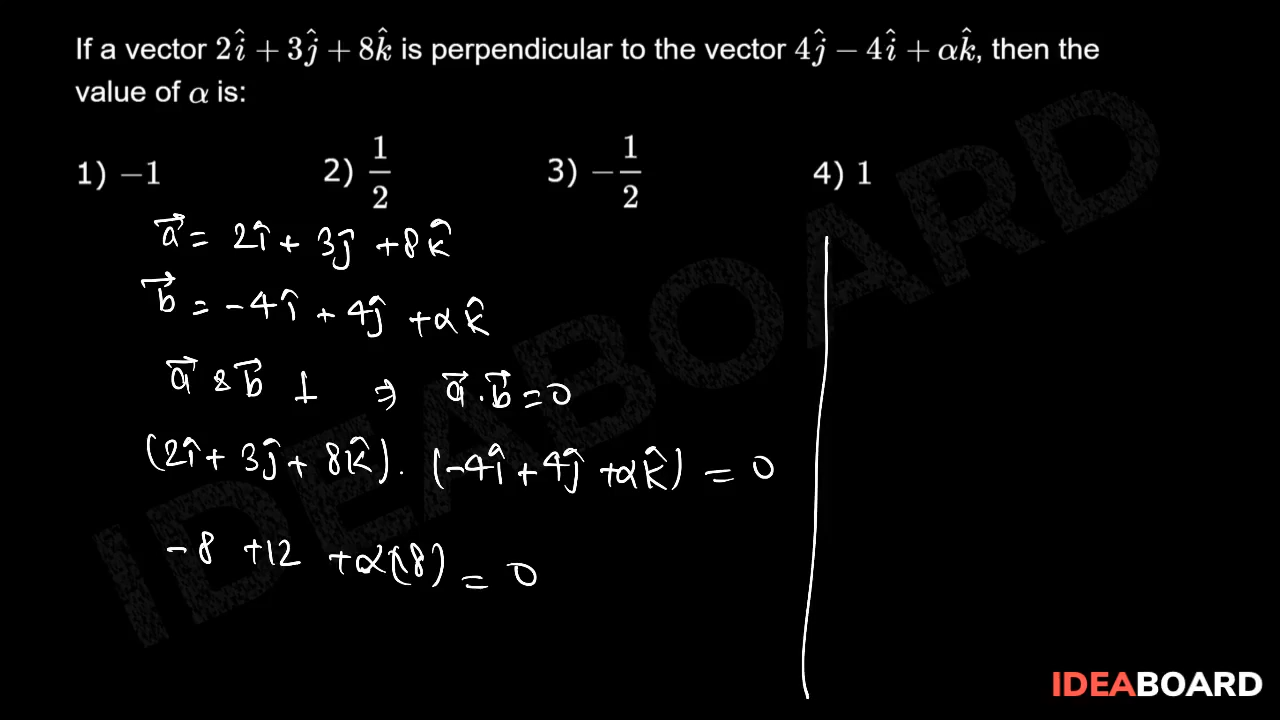 If a vector 2î + 3ĵ + 8k̂ is perpendicular to the vector 4ĵ − 4î + αk̂, then the
value of α is:
1) −1 2) 1/2 3) −1/2 4) 1
a⃗ = 2î + 3ĵ + 8k̂
b⃗ = -4î + 4ĵ + αk̂
a⃗ & b⃗ ⊥ ⇒ a⃗ . b⃗ = 0
(2î + 3ĵ + 8k̂) . (-4î + 4ĵ + αk̂) = 0
-8 + 12 + α(8) = 0
IDEABOARD
IDEABOARD